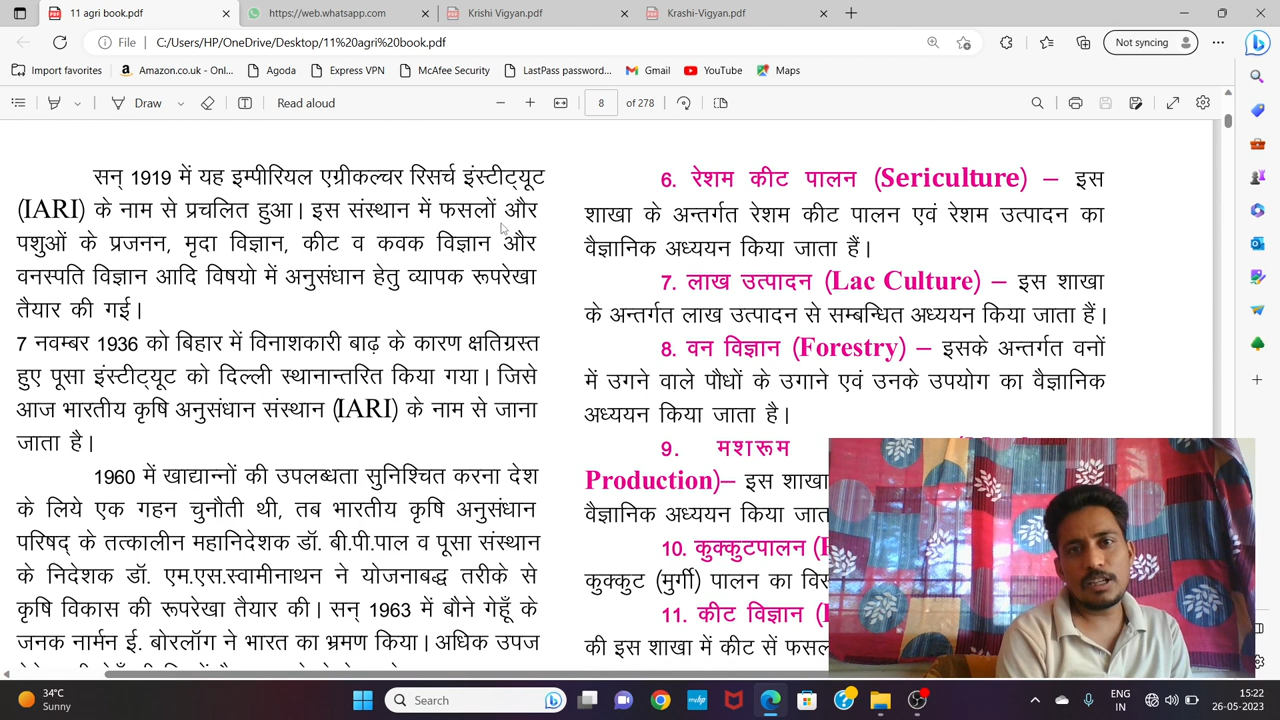 11 agri book.pdf
https://web.whatsapp.com
Krishi Vigyan.pdf
Krashi-Vigyan.pdf
File
C:/Users/HP/OneDrive/Desktop/11%20agri%20book.pdf
Not syncing
Import favorites
Amazon.co.uk - Onl...
Agoda
Express VPN
McAfee Security
LastPass password...
Gmail
YouTube
Maps
Draw
Read aloud
8
of 278
सन् 1919 में यह इम्पीरियल एग्रीकल्चर रिसर्च इंस्टीट्यूट
(IARI) के नाम से प्रचलित हुआ। इस संस्थान में फसलों और
पशुओं के प्रजनन, मृदा विज्ञान, कीट व कवक विज्ञान और
वनस्पति विज्ञान आदि विषयो में अनुसंधान हेतु व्यापक रूपरेखा
तैयार की गई।
7 नवम्बर 1936 को बिहार में विनाशकारी बाढ़ के कारण क्षतिग्रस्त
हुए पूसा इंस्टीट्यूट को दिल्ली स्थानान्तरित किया गया। जिसे
आज भारतीय कृषि अनुसंधान संस्थान (IARI) के नाम से जाना
जाता है।
1960 में खाद्यान्नों की उपलब्धता सुनिश्चित करना देश
के लिये एक गहन चुनौती थी, तब भारतीय कृषि अनुसंधान
परिषद् के तत्कालीन महानिदेशक डॉ. बी.पी.पाल व पूसा संस्थान
के निदेशक डॉ. एम.एस.स्वामीनाथन ने योजनाबद्ध तरीके से
कृषि विकास की रूपरेखा तैयार की। सन् 1963 में बौने गेहूँ के
जनक नार्मन ई. बोरलॉग ने भारत का भ्रमण किया। अधिक उपज
6. रेशम कीट पालन (Sericulture) – इस
शाखा के अन्तर्गत रेशम कीट पालन एवं रेशम उत्पादन का
वैज्ञानिक अध्ययन किया जाता हैं।
7. लाख उत्पादन (Lac Culture) – इस शाखा
के अन्तर्गत लाख उत्पादन से सम्बन्धित अध्ययन किया जाता हैं।
8. वन विज्ञान (Forestry) – इसके अन्तर्गत वनों
में उगने वाले पौधों के उगाने एवं उनके उपयोग का वैज्ञानिक
अध्ययन किया जाता है।
9. मशरूम
Production)– इस शाखा
वैज्ञानिक अध्ययन किया जात
10. कुक्कुटपालन (
कुक्कुट (मुर्गी) पालन का
11. कीट विज्ञान (
की इस शाखा में कीट सें फसल
34°C
Sunny
Search
ENG
IN
15:22
26-05-2023